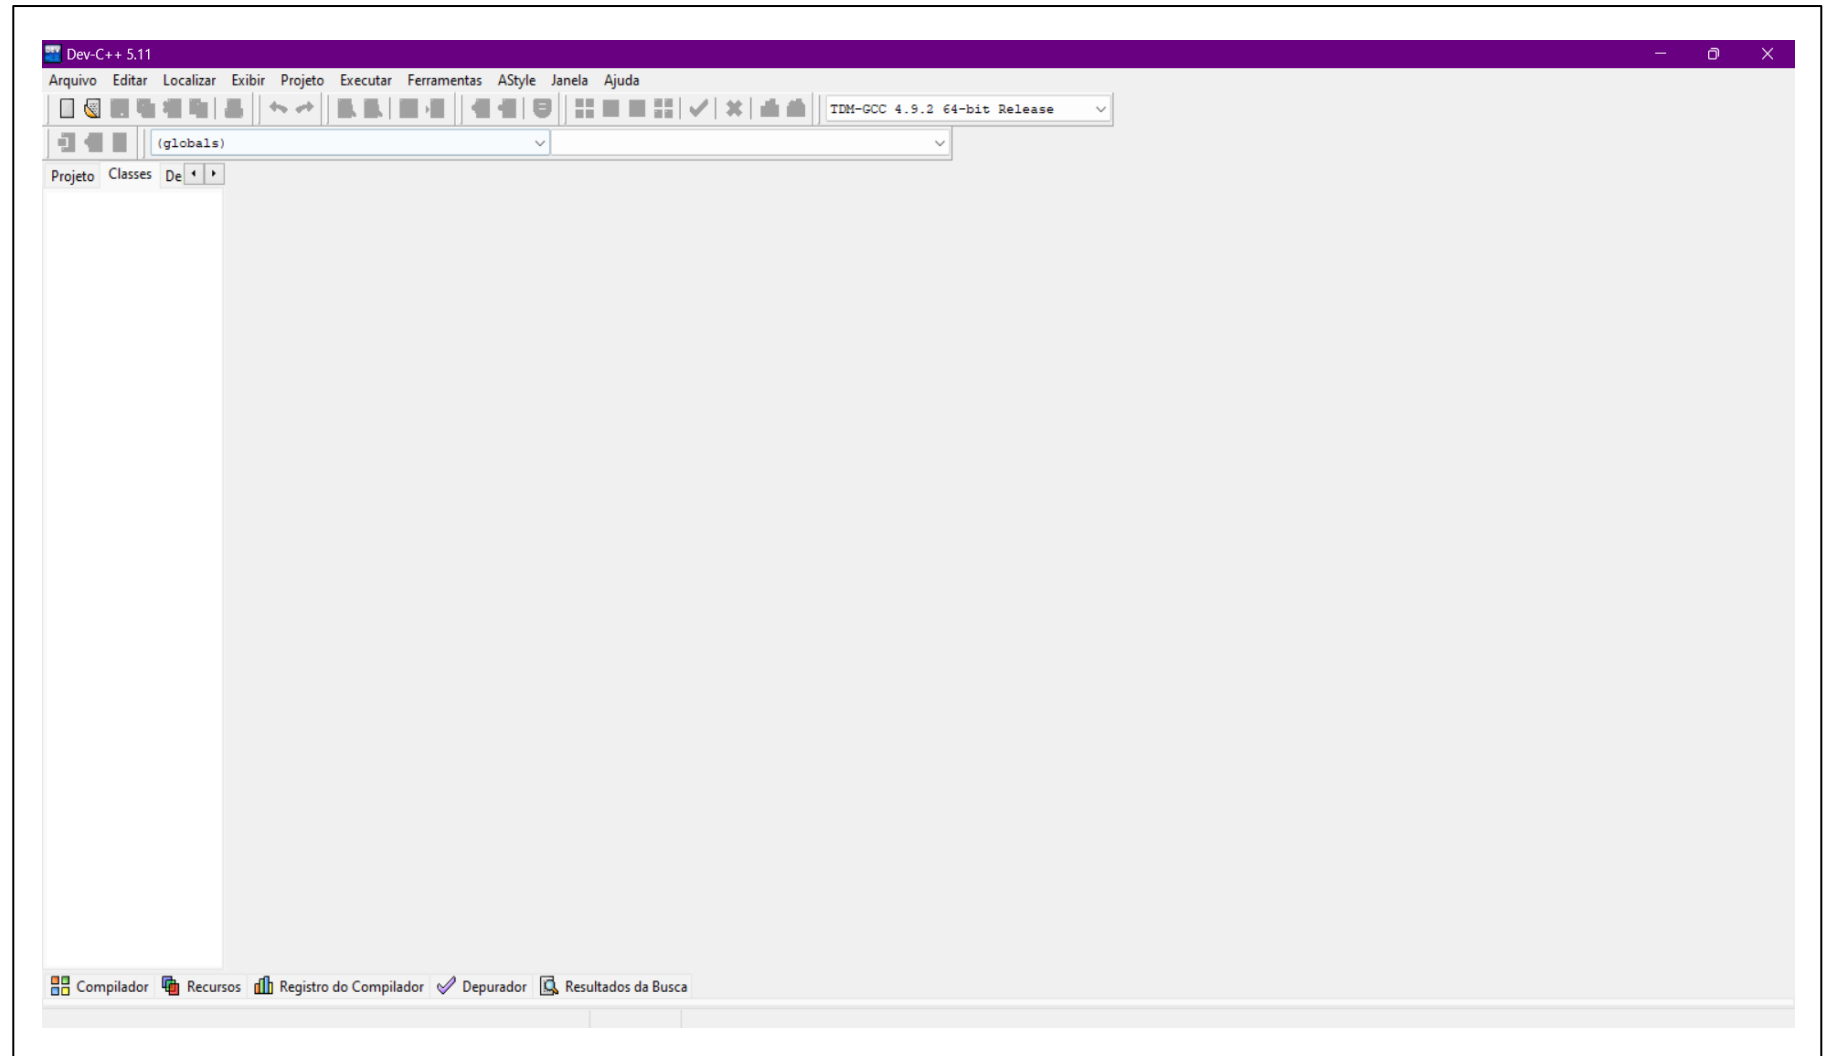 Dev-C++ 5.11
Arquivo Editar Localizar Exibir Projeto Executar Ferramentas AStyle Janela Ajuda
TDM-GCC 4.9.2 64-bit Release
(globals)
Projeto Classes De
Compilador Recursos Registro do Compilador Depurador Resultados da Busca